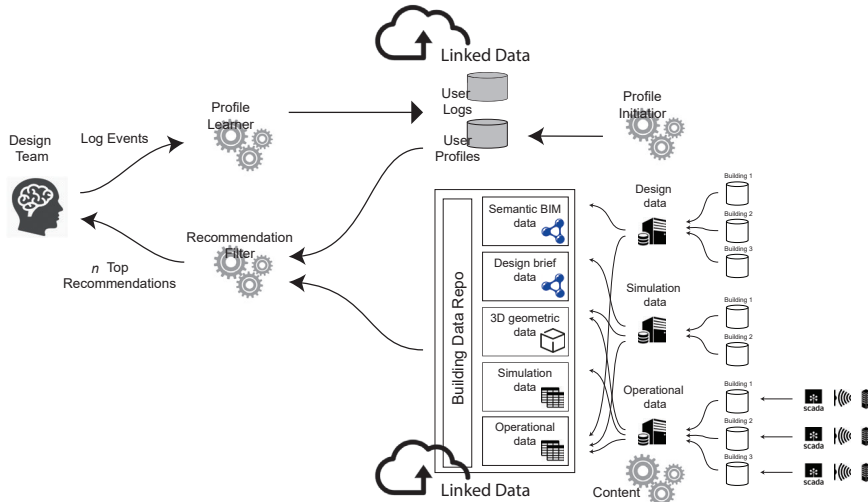 Linked Data
User
Logs
User
Profiles
Profile
Learner
Profile
Initiatior
Design
Team
Log Events
n Top
Recommendations
Recommendation
Filter
Building Data Repo
Semantic BIM
data
Design brief
data
3D geometric
data
Simulation
data
Operational
data
Linked Data
Design
data
Building 1
Building 2
Building 3
Simulation
data
Building 1
Building 2
Operational
data
Building 1
Building 2
Building 3
scada
scada
scada
Content